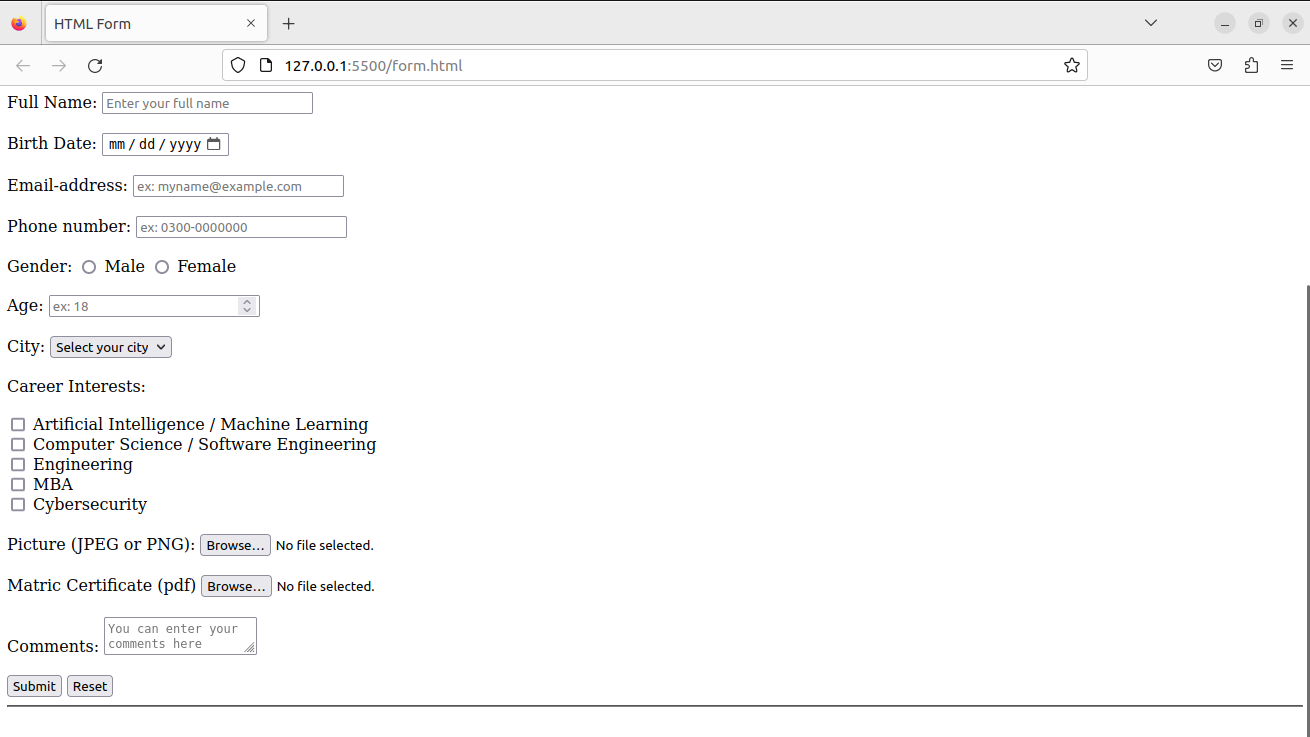 HTML Form
127.0.0.1:5500/form.html
Full Name: Enter your full name
Birth Date: mm / dd / yyyy
Email-address: ex: myname@example.com
Phone number: ex: 0300-0000000
Gender: Male Female
Age: ex: 18
City: Select your city
Career Interests:
Artificial Intelligence / Machine Learning
Computer Science / Software Engineering
Engineering
MBA
Cybersecurity
Picture (JPEG or PNG): Browse... No file selected.
Matric Certificate (pdf) Browse... No file selected.
Comments: You can enter your
comments here
Submit Reset